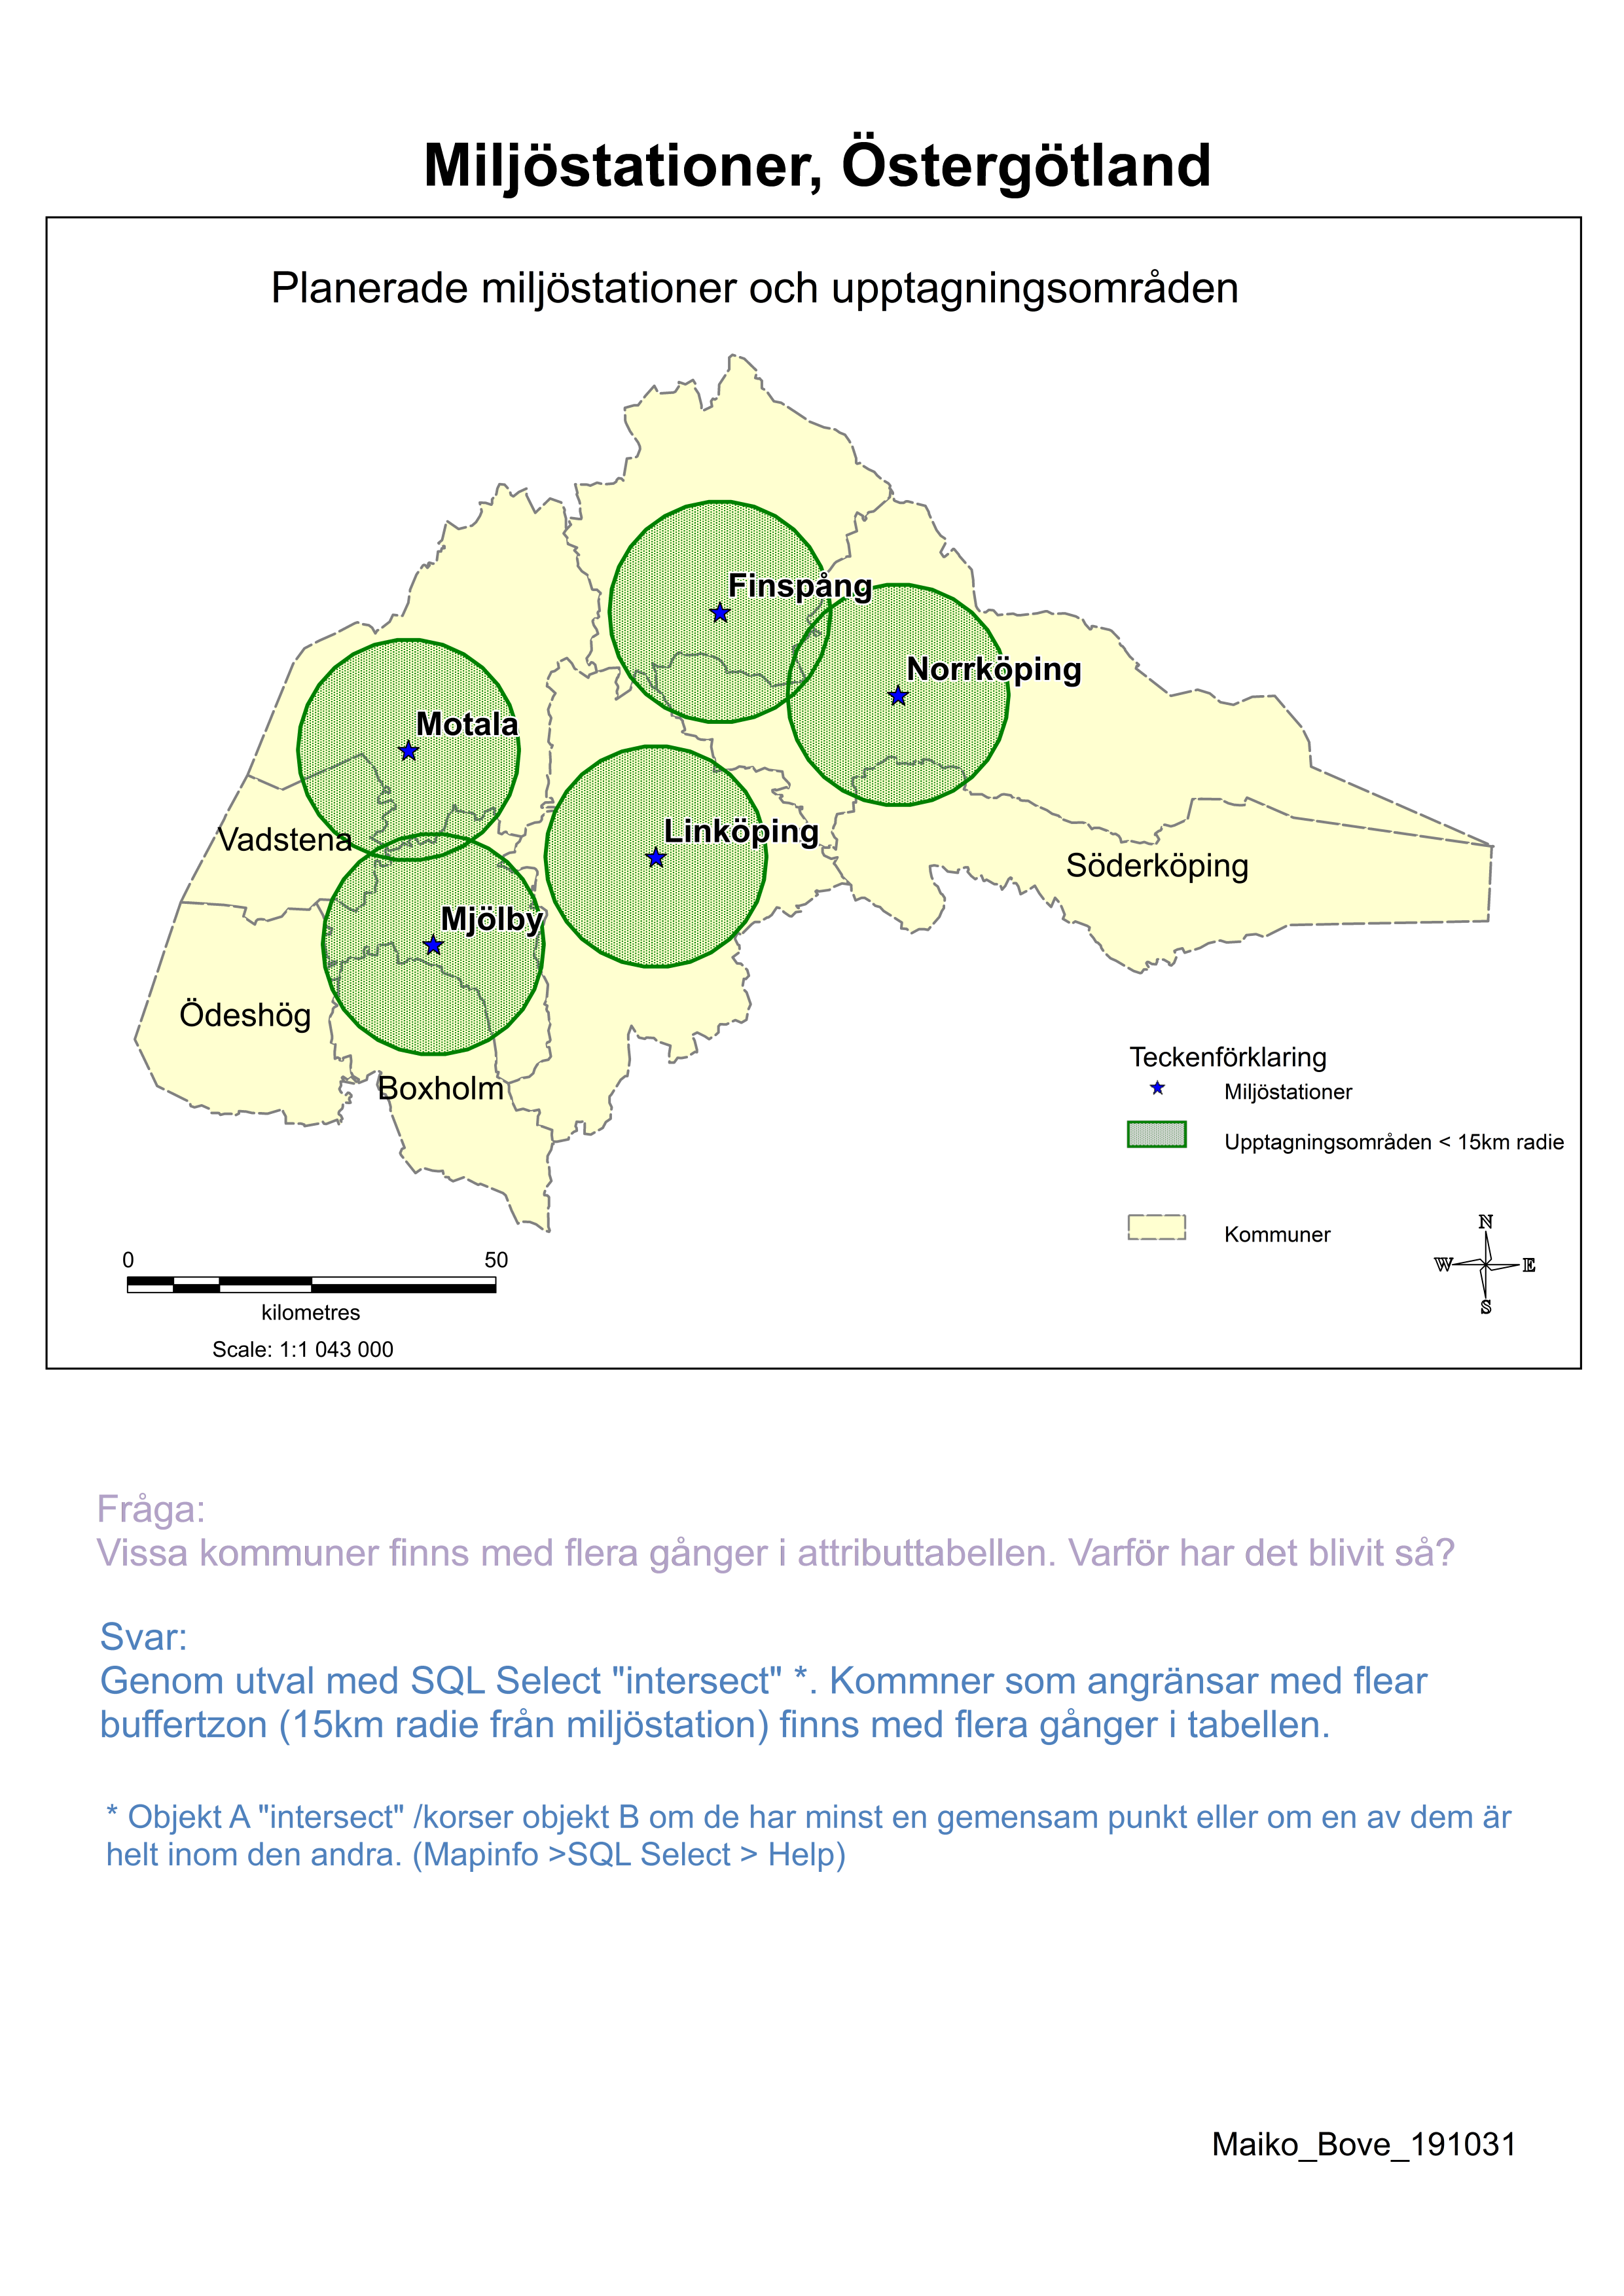 Miljöstationer, Östergötland
Planerade miljöstationer och upptagningsområden
Finspång
Norrköping
Motala
Linköping
Vadstena
Söderköping
Mjölby
Ödeshög
Boxholm
Teckenförklaring
Miljöstationer
Upptagningsområden < 15km radie
Kommuner
N
W E
S
0 50
kilometres
Scale: 1:1 043 000
Fråga:
Vissa kommuner finns med flera gånger i attributtabellen. Varför har det blivit så?
Svar:
Genom utval med SQL Select "intersect" *. Kommner som angränsar med flear
buffertzon (15km radie från miljöstation) finns med flera gånger i tabellen.
* Objekt A "intersect" /korser objekt B om de har minst en gemensam punkt eller om en av dem är
helt inom den andra. (Mapinfo >SQL Select > Help)
Maiko_Bove_191031